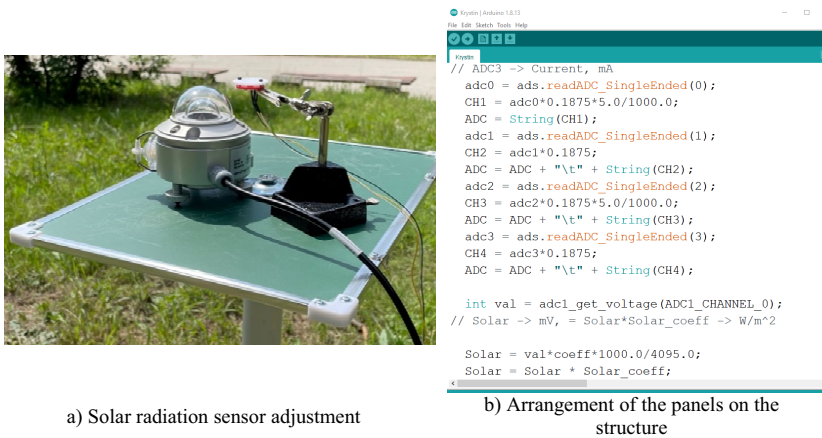 Krystin | Arduino 1.8.13
File Edit Sketch Tools Help
Krystin
// ADC3 -> Current, mA
adc0 = ads.readADC_SingleEnded(0);
CH1 = adc0*0.1875*5.0/1000.0;
ADC = String(CH1);
adc1 = ads.readADC_SingleEnded(1);
CH2 = adc1*0.1875;
ADC = ADC + "\t" + String(CH2);
adc2 = ads.readADC_SingleEnded(2);
CH3 = adc2*0.1875*5.0/1000.0;
ADC = ADC + "\t" + String(CH3);
adc3 = ads.readADC_SingleEnded(3);
CH4 = adc3*0.1875;
ADC = ADC + "\t" + String(CH4);
int val = adc1_get_voltage(ADC1_CHANNEL_0);
// Solar -> mV, = Solar*Solar_coeff -> W/m^2
Solar = val*coeff*1000.0/4095.0;
Solar = Solar * Solar_coeff;
a) Solar radiation sensor adjustment
b) Arrangement of the panels on the
structure